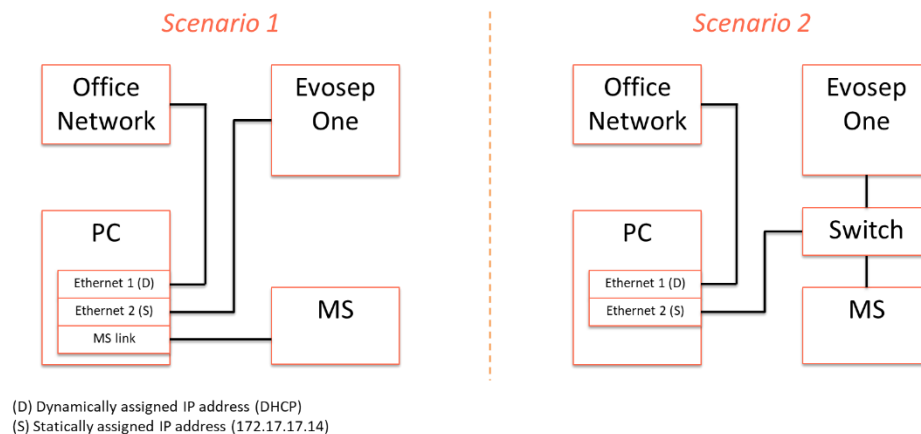 Scenario 1
Office
Network
Evosep
One
PC
Ethernet 1 (D)
Ethernet 2 (S)
MS link
MS
Scenario 2
Office
Network
Evosep
One
PC
Ethernet 1 (D)
Ethernet 2 (S)
Switch
MS
(D) Dynamically assigned IP address (DHCP)
(S) Statically assigned IP address (172.17.17.14)